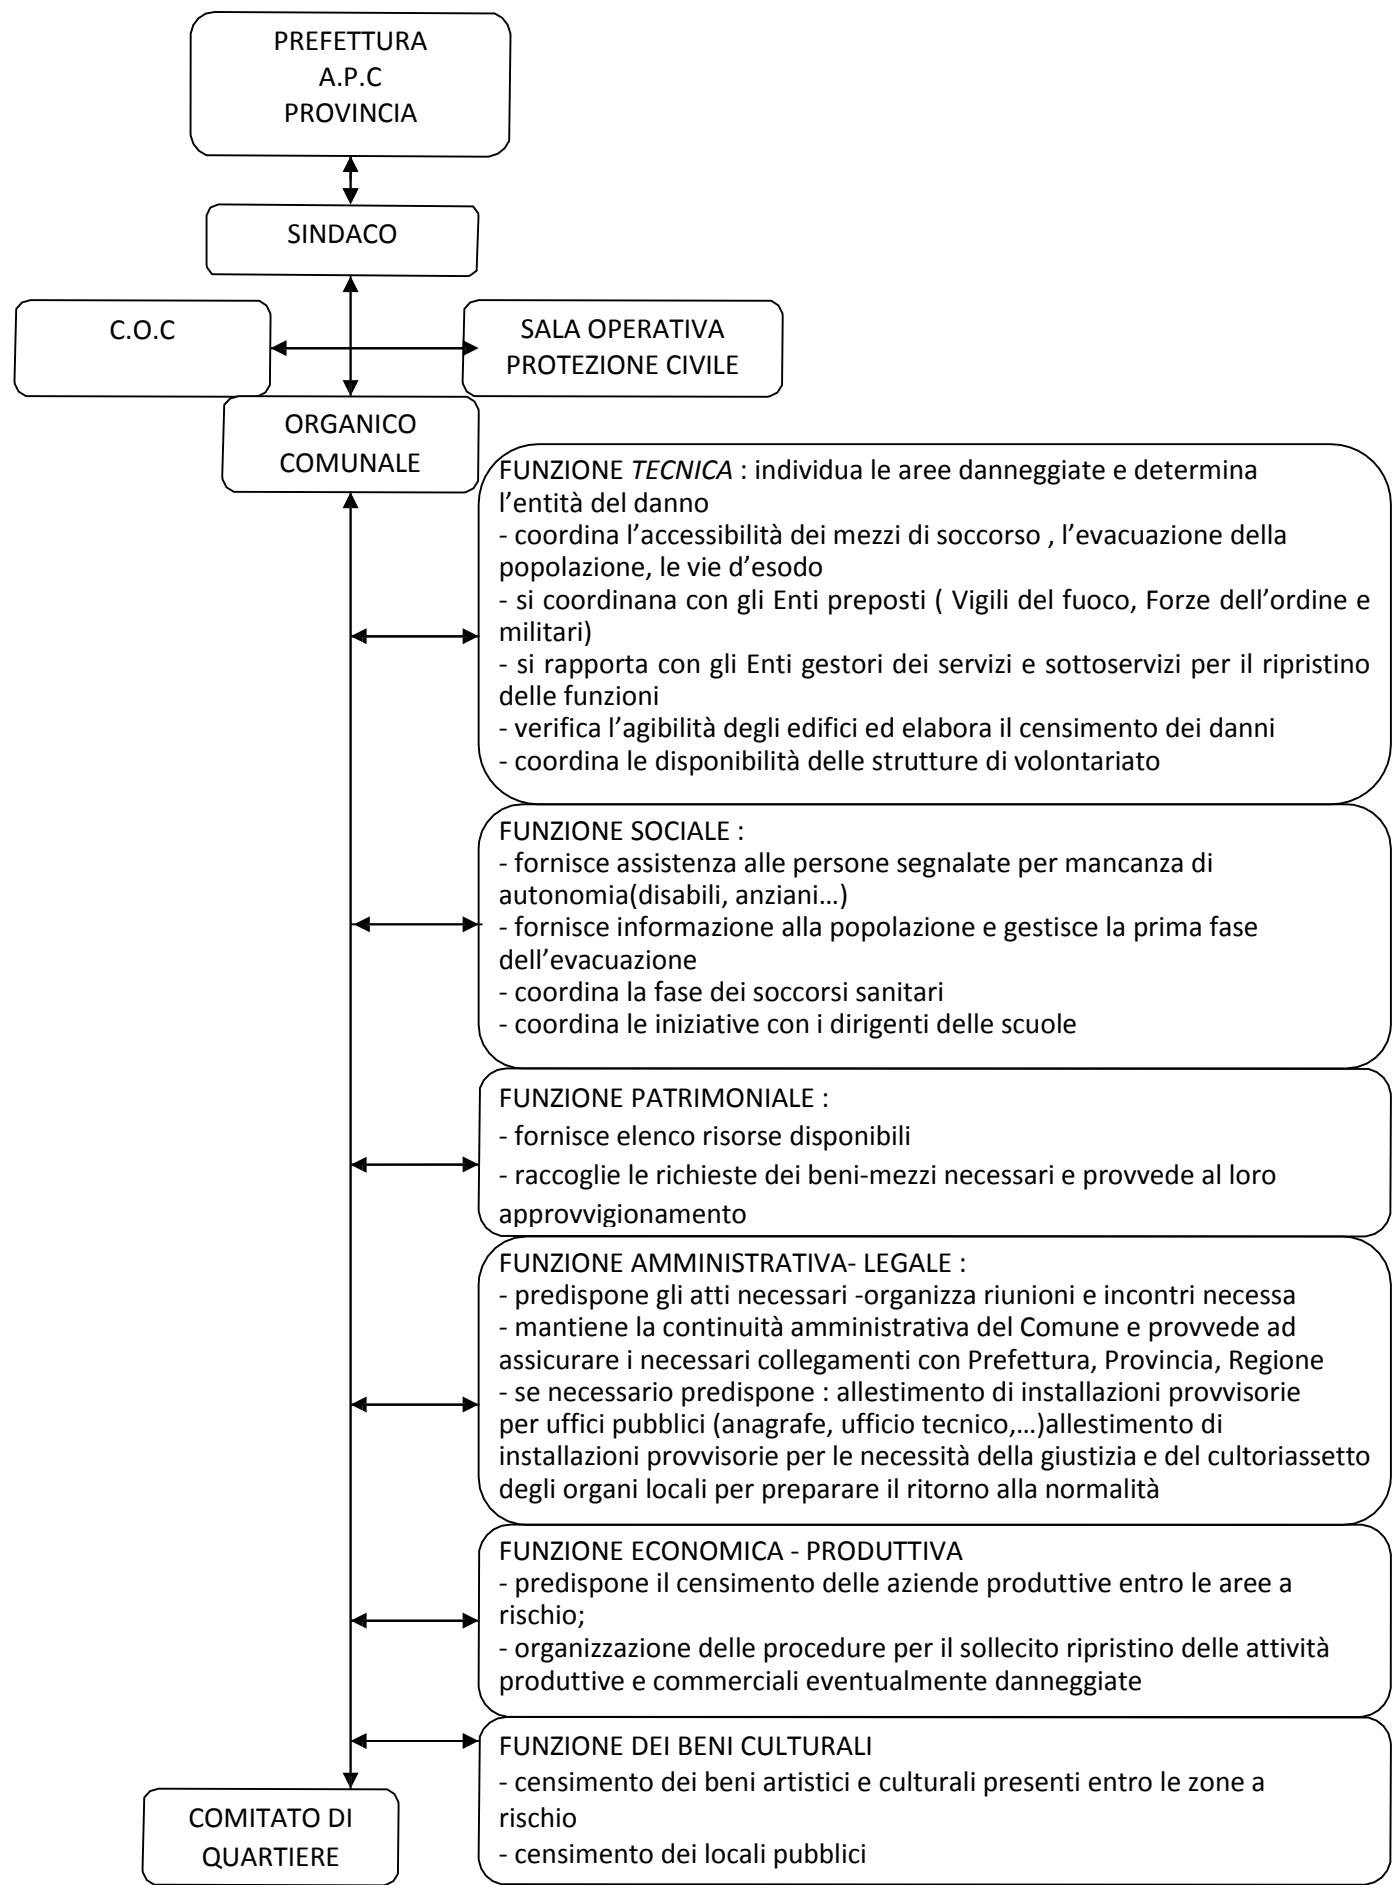 PREFETTURA
A.P.C
PROVINCIA
SINDACO
C.O.C
SALA OPERATIVA
PROTEZIONE CIVILE
ORGANICO
COMUNALE
FUNZIONE TECNICA : individua le aree danneggiate e determina
l’entità del danno
- coordina l’accessibilità dei mezzi di soccorso , l’evacuazione della
popolazione, le vie d’esodo
- si coordinana con gli Enti preposti ( Vigili del fuoco, Forze dell’ordine e
militari)
- si rapporta con gli Enti gestori dei servizi e sottoservizi per il ripristino
delle funzioni
- verifica l’agibilità degli edifici ed elabora il censimento dei danni
- coordina le disponibilità delle strutture di volontariato
FUNZIONE SOCIALE :
- fornisce assistenza alle persone segnalate per mancanza di
autonomia(disabili, anziani…)
- fornisce informazione alla popolazione e gestisce la prima fase
dell’evacuazione
- coordina la fase dei soccorsi sanitari
- coordina le iniziative con i dirigenti delle scuole
FUNZIONE PATRIMONIALE :
- fornisce elenco risorse disponibili
- raccoglie le richieste dei beni-mezzi necessari e provvede al loro
approvvigionamento
FUNZIONE AMMINISTRATIVA- LEGALE :
- predispone gli atti necessari -organizza riunioni e incontri necessa
- mantiene la continuità amministrativa del Comune e provvede ad
assicurare i necessari collegamenti con Prefettura, Provincia, Regione
- se necessario predispone : allestimento di installazioni provvisorie
per uffici pubblici (anagrafe, ufficio tecnico,…)allestimento di
installazioni provvisorie per le necessità della giustizia e del cultoriassetto
degli organi locali per preparare il ritorno alla normalità
FUNZIONE ECONOMICA - PRODUTTIVA
- predispone il censimento delle aziende produttive entro le aree a
rischio;
- organizzazione delle procedure per il sollecito ripristino delle attività
produttive e commerciali eventualmente danneggiate
FUNZIONE DEI BENI CULTURALI
- censimento dei beni artistici e culturali presenti entro le zone a
rischio
- censimento dei locali pubblici
COMITATO DI
QUARTIERE